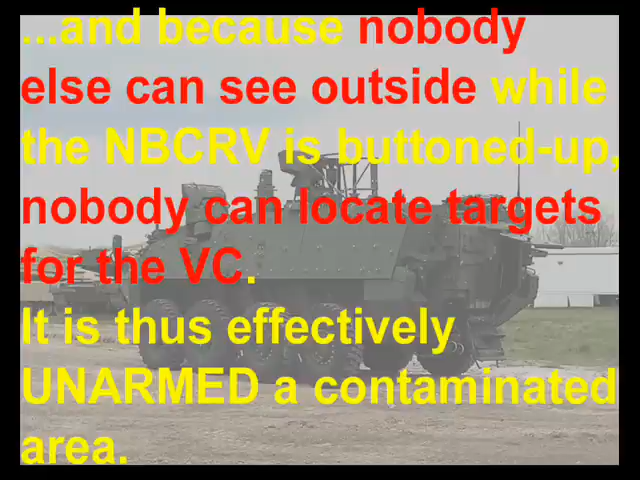 ...and because nobody
else can see outside while
the NBCRV is buttoned-up,
nobody can locate targets
for the VC.
It is thus effectively
UNARMED a contaminated
area.